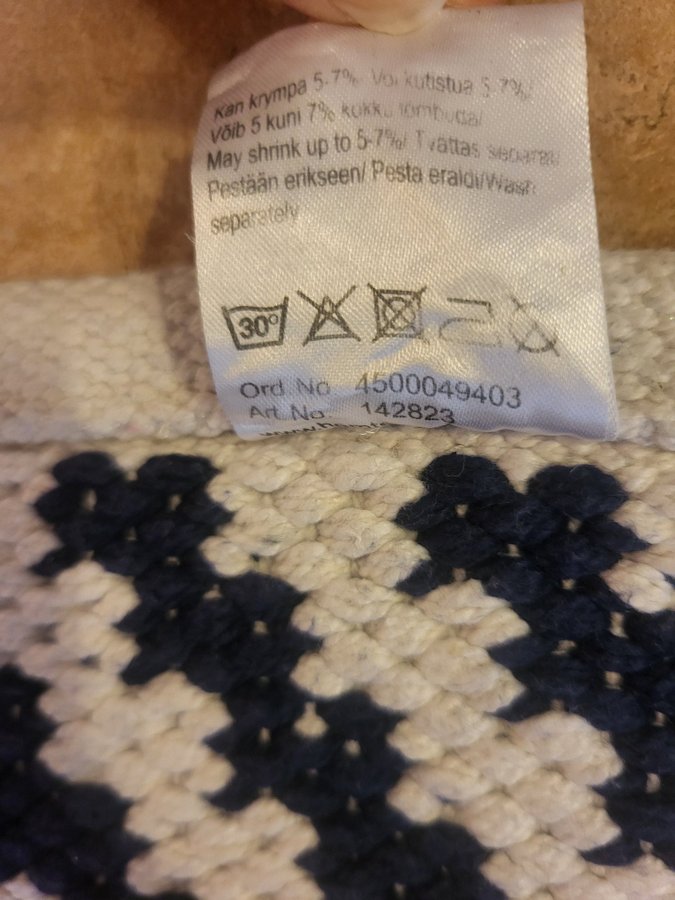 Kan krympa 5-7% Voi kutistua 5-7%/
Võib 5 kuni 7% kokku tõmbuda/
May shrink up to 5-7%/ Tvättas separat
Pestään erikseen/ Pesta eraldi/Wash
separately
30°
Ord No 4500049403
Art. No. 142823